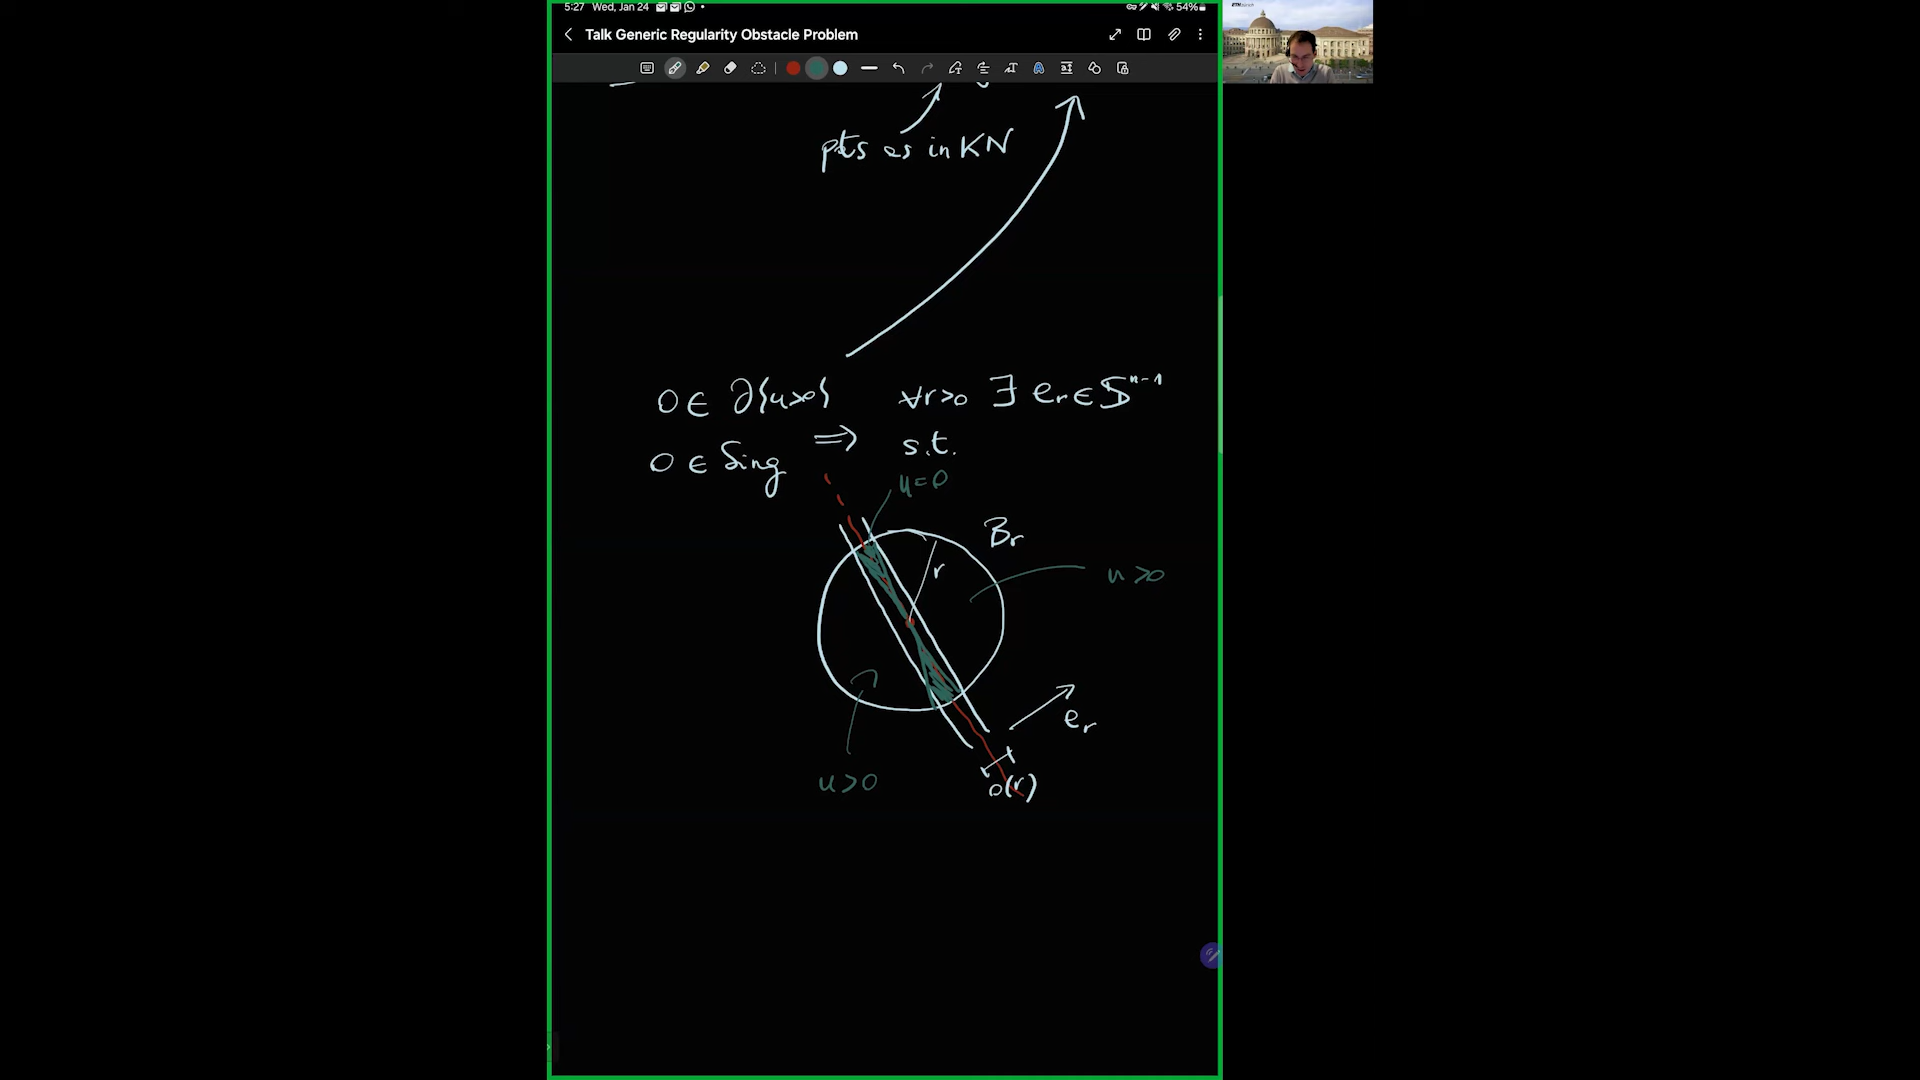 5:27 Wed, Jan 24
54%
Talk Generic Regularity Obstacle Problem
pts as in KN
0 ∈ ∂{u>0} ∀r>0 ∃ e_r ∈ S^{n-1}
0 ∈ Sing ⇒ s.t.
u=0
B_r
r
u>0
e_r
u>0
o(r)